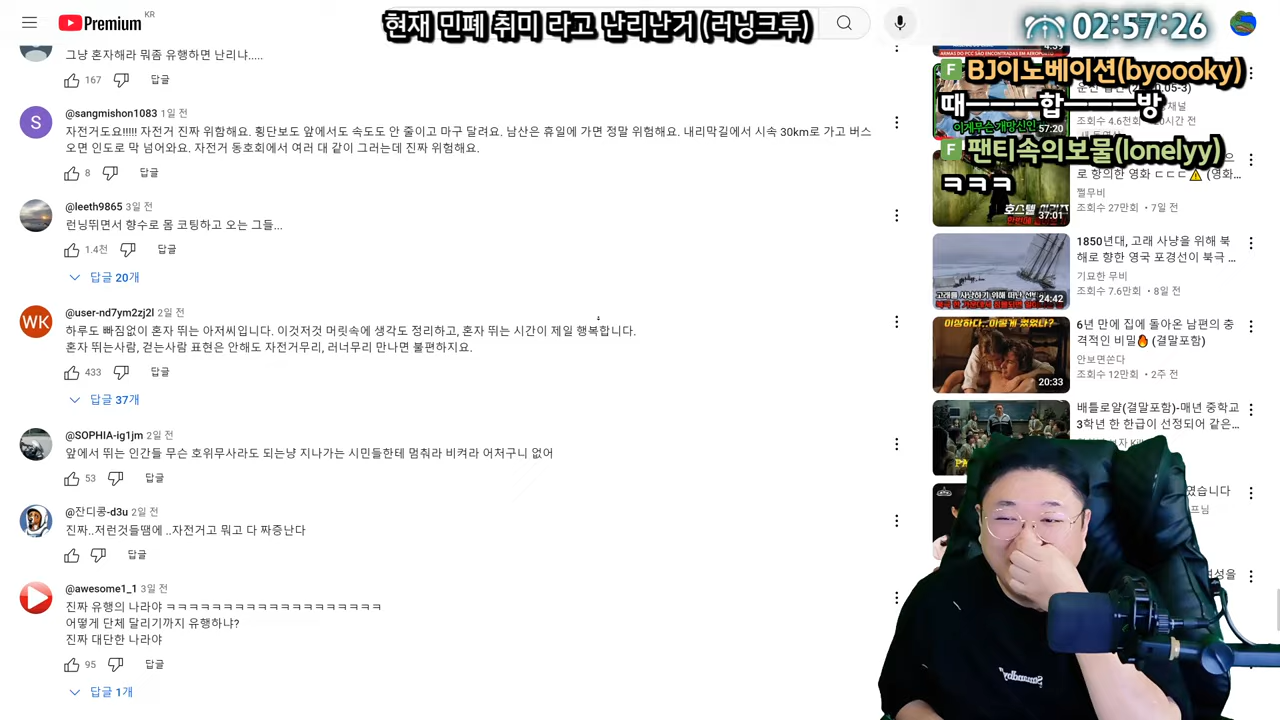 Premium KR
현재 민폐 취미 라고 난리난거 (러닝크루)
02:57:26
그냥 혼자해라 뭐좀 유행하면 난리냐.....
167 답글
@sangmishon1083 1일 전
자전거도요!!!!! 자전거 진짜 위함해요. 횡단보도 앞에서도 속도도 안 줄이고 마구 달려요. 남산은 휴일에 가면 정말 위험해요. 내리막길에서 시속 30km로 가고 버스
오면 인도로 막 넘어와요. 자전거 동호회에서 여러 대 같이 그러는데 진짜 위험해요.
8 답글
@leeth9865 3일 전
런닝뛰면서 향수로 몸 코팅하고 오는 그들...
1.4천 답글
답글 20개
@user-nd7ym2zj2l 2일 전
하루도 빠짐없이 혼자 뛰는 아저씨입니다. 이것저것 머릿속에 생각도 정리하고, 혼자 뛰는 시간이 제일 행복합니다.
혼자 뛰는사람, 걷는사람 표현은 안해도 자전거무리, 러너무리 만나면 불편하지요.
433 답글
답글 37개
@SOPHIA-ig1jm 2일 전
앞에서 뛰는 인간들 무슨 호위무사라도 되는냥 지나가는 시민들한테 멈춰라 비켜라 어처구니 없어
53 답글
@잔디콩-d3u 2일 전
진짜..저런것들땜에 ..자전거고 뭐고 다 짜증난다
답글
@awesome1_1 3일 전
진짜 유행의 나라야 ㅋㅋㅋㅋㅋㅋㅋㅋㅋㅋㅋㅋㅋㅋㅋㅋㅋㅋㅋ
어떻게 단체 달리기까지 유행하냐?
진짜 대단한 나라야
95 답글
답글 1개
F BJ이노베이션(byoooky)
때━━━합━━━방
F 팬티속의보물(lonelyy)
ㅋㅋㅋ
57:20
조회수 4.6천회
로 항의한 영화 ㄷㄷㄷ⚠️ (영화...
쩔무비
조회수 27만회 • 7일 전
37:01
1850년대, 고래 사냥을 위해 북
해로 향한 영국 포경선이 북극 ...
기묘한 무비
조회수 7.6만회 • 8일 전
24:42
6년 만에 집에 돌아온 남편의 충
격적인 비밀🔥 (결말포함)
안보면쏜다
조회수 12만회 • 2주 전
이상하다...이렇게 컸었나?
20:33
배틀로얄(결말포함)-매년 중학교
3학년 한 한급이 선정되어 같은...